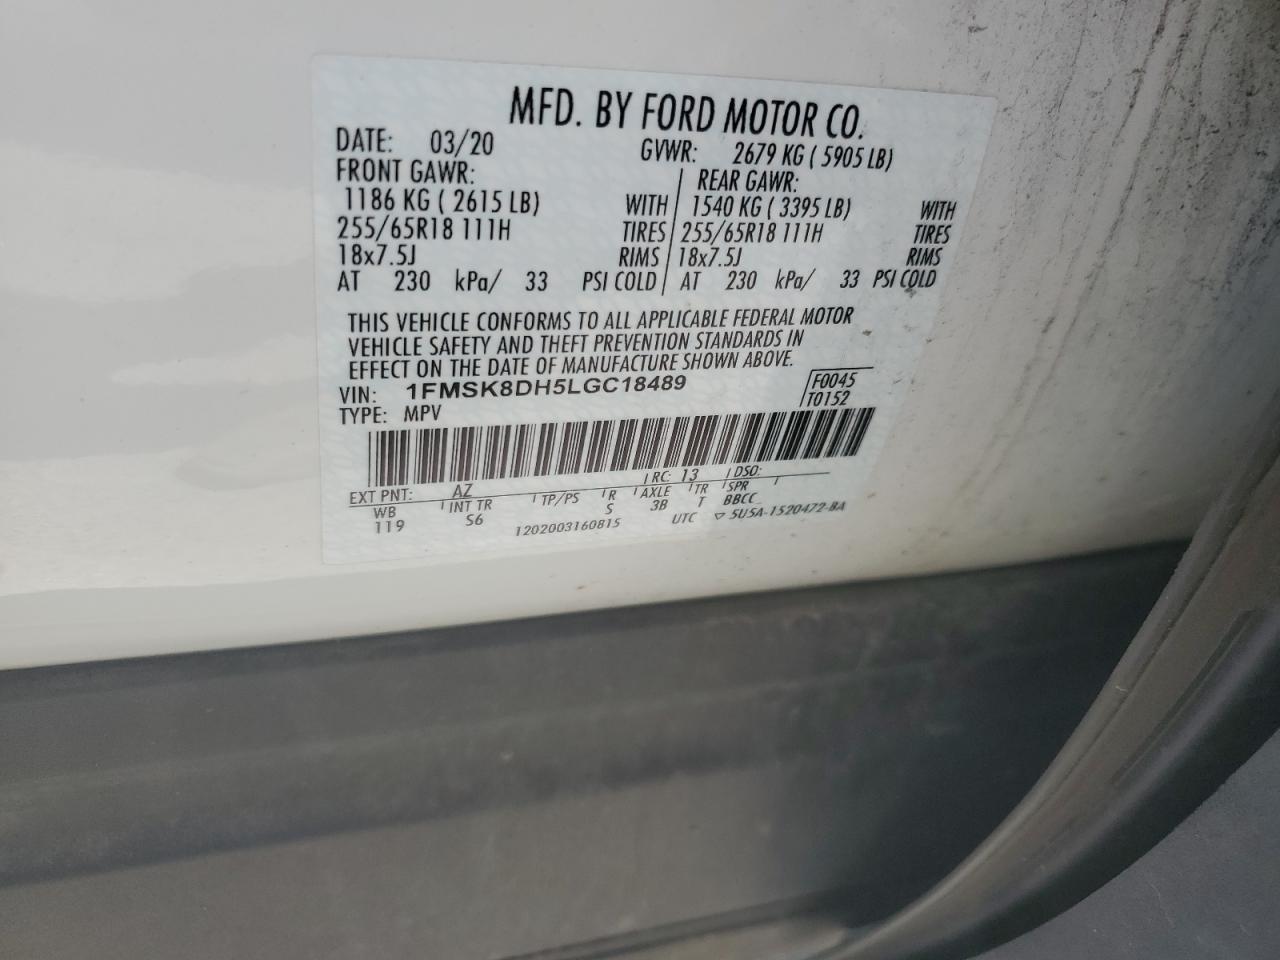 MFD. BY FORD MOTOR CO.
DATE: 03/20 GVWR: 2679 KG ( 5905 LB)
FRONT GAWR: REAR GAWR:
1186 KG ( 2615 LB) WITH 1540 KG ( 3395 LB) WITH
255/65R18 111H TIRES 255/65R18 111H TIRES
18x7.5J RIMS 18x7.5J RIMS
AT 230 kPa/ 33 PSI COLD AT 230 kPa/ 33 PSI COLD
THIS VEHICLE CONFORMS TO ALL APPLICABLE FEDERAL MOTOR
VEHICLE SAFETY AND THEFT PREVENTION STANDARDS IN
EFFECT ON THE DATE OF MANUFACTURE SHOWN ABOVE.
VIN: 1FMSK8DH5LGC18489 F0045
TYPE: MPV T0152
EXT PNT: AZ RC: 13 DSO:
WB INT TR TP/PS R AXLE TR SPR
119 S6 S 3B T BBCC
1202003160815 UTC ▽ 5U5A-1520472-BA